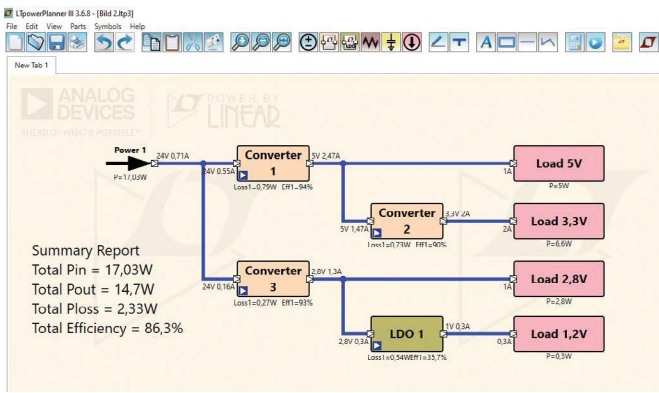 LTpowerPlanner III 3.6.8 - [Bild 2.ltp3]
File Edit View Parts Symbols Help
New Tab 1
ANALOG
DEVICES
AHEAD OF WHAT'S POSSIBLE™
POWER BY
LINEAR
Power 1
24V 0,71A
P=17,03W
24V 0,55A
Converter
1
5V 2,47A
Loss1=0,79W Eff1=94%
1A
Load 5V
P=5W
5V 1,47A
Converter
2
3,3V 2A
Loss1=0,73W Eff1=90%
2A
Load 3,3V
P=6,6W
Summary Report
Total Pin = 17,03W
Total Pout = 14,7W
Total Ploss = 2,33W
Total Efficiency = 86,3%
24V 0,16A
Converter
3
2,8V 1,3A
Loss1=0,27W Eff1=93%
1A
Load 2,8V
P=2,8W
2,8V 0,3A
LDO 1
1V 0,3A
Loss1=0,54WEff1=35,7%
0,3A
Load 1,2V
P=0,3W